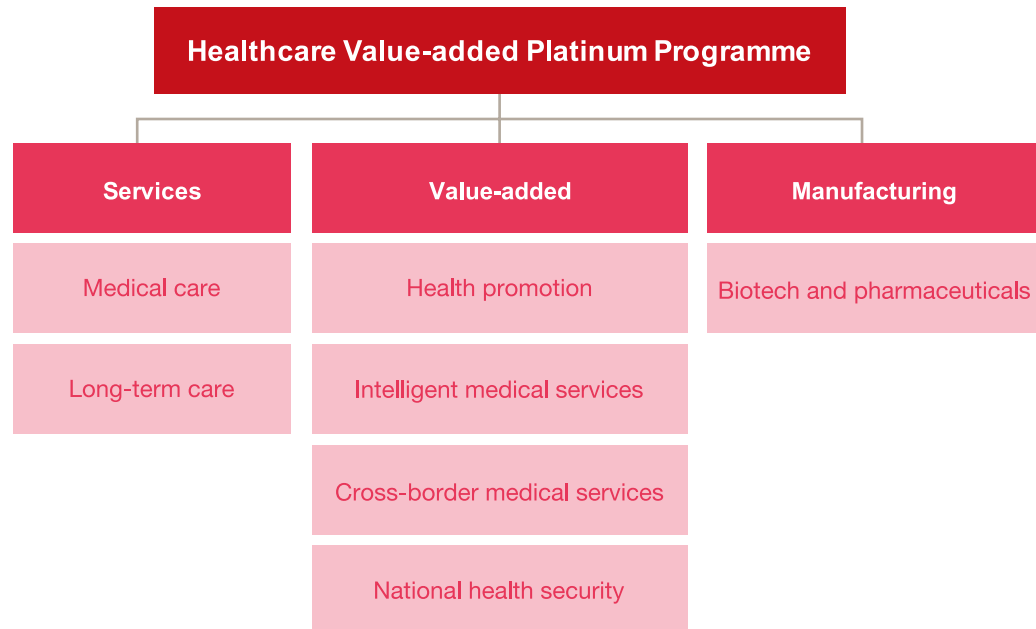 Healthcare Value-added Platinum Programme
Services
Medical care
Long-term care
Value-added
Health promotion
Intelligent medical services
Cross-border medical services
National health security
Manufacturing
Biotech and pharmaceuticals